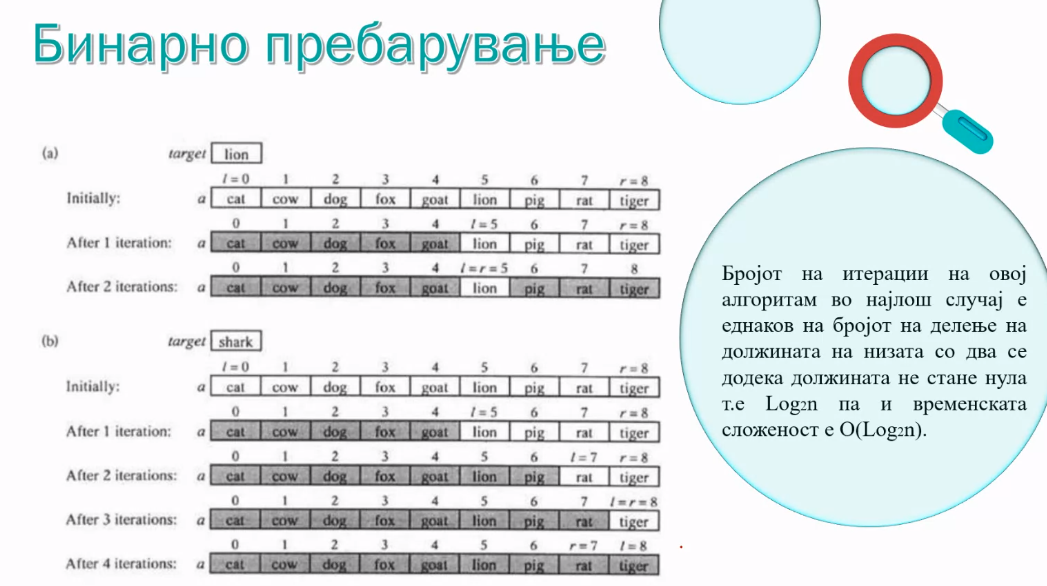 Бинарно пребарување
(a) target lion
l = 0 1 2 3 4 5 6 7 r = 8
Initially: a cat cow dog fox goat lion pig rat tiger
0 1 2 3 4 l = 5 6 7 r = 8
After 1 iteration: a cat cow dog fox goat lion pig rat tiger
0 1 2 3 4 l = r = 5 6 7 8
After 2 iterations: a cat cow dog fox goat lion pig rat tiger
(b) target shark
l = 0 1 2 3 4 5 6 7 r = 8
Initially: a cat cow dog fox goat lion pig rat tiger
0 1 2 3 4 l = 5 6 7 r = 8
After 1 iteration: a cat cow dog fox goat lion pig rat tiger
0 1 2 3 4 5 6 l = 7 r = 8
After 2 iterations: a cat cow dog fox goat lion pig rat tiger
0 1 2 3 4 5 6 7 l = r = 8
After 3 iterations: a cat cow dog fox goat lion pig rat tiger
0 1 2 3 4 5 6 r = 7 l = 8
After 4 iterations: a cat cow dog fox goat lion pig rat tiger
Бројот на итерации на овој
алгоритам во најлош случај е
еднаков на бројот на делење на
должината на низата со два се
додека должината не стане нула
т.е Log2n па и временската
сложеност е O(Log2n).